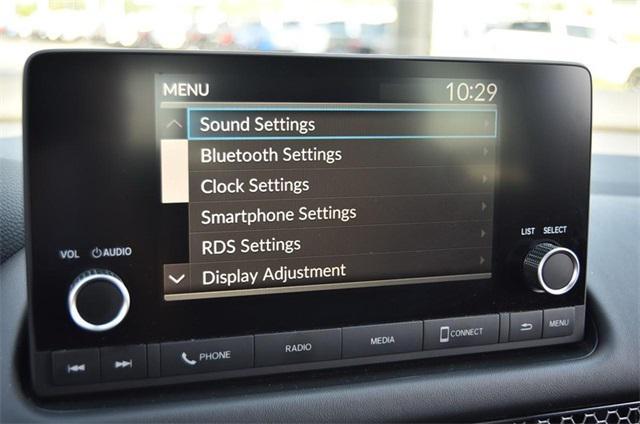 MENU 10:29
Sound Settings
Bluetooth Settings
Clock Settings
Smartphone Settings
RDS Settings
Display Adjustment
VOL AUDIO
LIST SELECT
PHONE RADIO MEDIA CONNECT MENU